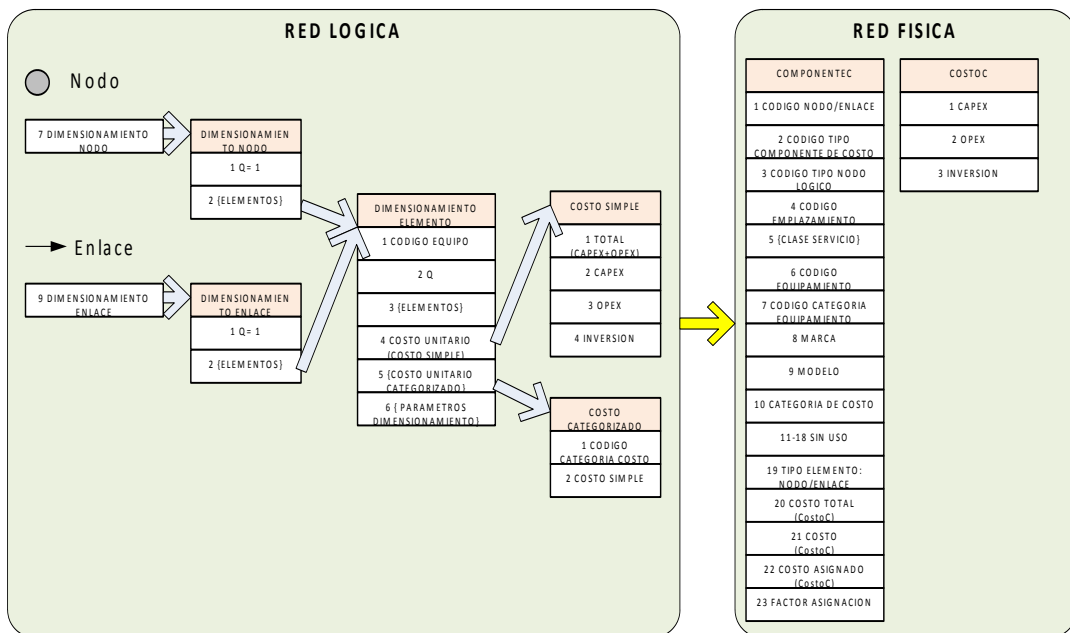 RED LOGICA
Nodo
7 DIMENSIONAMIENTO
NODO
DIMENSIONAMIEN
TO NODO
1 Q= 1
2 {ELEMENTOS}
Enlace
9 DIMENSIONAMIENTO
ENLACE
DIMENSIONAMIEN
TO ENLACE
1 Q= 1
2 {ELEMENTOS}
DIMENSIONAMIENTO
ELEMENTO
1 CODIGO EQUIPO
2 Q
3 {ELEMENTOS}
4 COSTO UNITARIO
(COSTO SIMPLE)
5 {COSTO UNITARIO
CATEGORIZADO}
6 { PARAMETROS
DIMENSIONAMIENTO}
COSTO SIMPLE
1 TOTAL
(CAPEX+OPEX)
2 CAPEX
3 OPEX
4 INVERSION
COSTO
CATEGORIZADO
1 CODIGO
CATEGORIA COSTO
2 COSTO SIMPLE
RED FISICA
COMPONENTEC
1 CODIGO NODO/ENLACE
2 CODIGO TIPO
COMPONENTE DE COSTO
3 CODIGO TIPO NODO
LOGICO
4 CODIGO
EMPLAZAMIENTO
5 {CLASE SERVICIO}
6 CODIGO
EQUIPAMIENTO
7 CODIGO CATEGORIA
EQUIPAMIENTO
8 MARCA
9 MODELO
10 CATEGORIA DE COSTO
11-18 SIN USO
19 TIPO ELEMENTO:
NODO/ENLACE
20 COSTO TOTAL
(CostoC)
21 COSTO
(CostoC)
22 COSTO ASIGNADO
(CostoC)
23 FACTOR ASIGNACION
COSTOC
1 CAPEX
2 OPEX
3 INVERSION